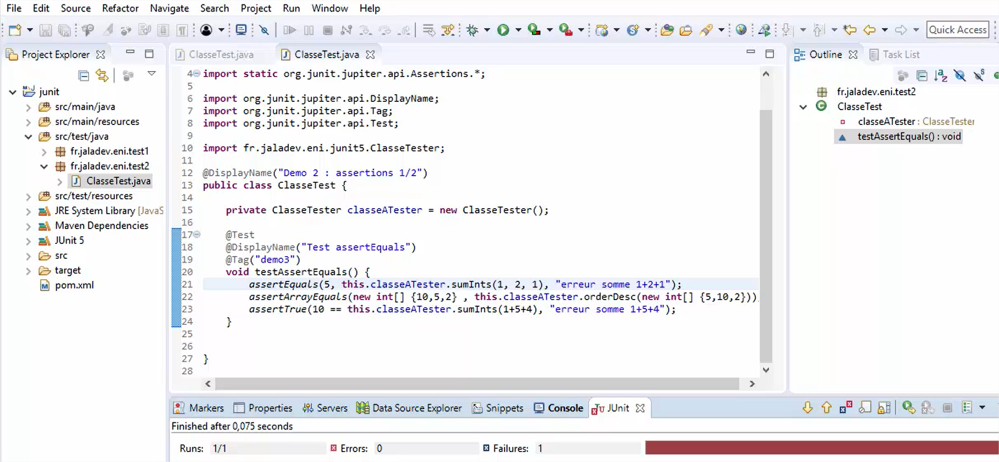 File Edit Source Refactor Navigate Search Project Run Window Help
Quick Access
Project Explorer
junit
src/main/java
src/main/resources
src/test/java
fr.jaladev.eni.test1
fr.jaladev.eni.test2
ClasseTest.java
src/test/resources
JRE System Library [JavaS
Maven Dependencies
JUnit 5
src
target
pom.xml
ClasseTest.java ClasseTest.java
4 import static org.junit.jupiter.api.Assertions.*;
5
6 import org.junit.jupiter.api.DisplayName;
7 import org.junit.jupiter.api.Tag;
8 import org.junit.jupiter.api.Test;
9
10 import fr.jaladev.eni.junit5.ClasseTester;
11
12 @DisplayName("Demo 2 : assertions 1/2")
13 public class ClasseTest {
14
15 private ClasseTester classeATester = new ClasseTester();
16
17 @Test
18 @DisplayName("Test assertEquals")
19 @Tag("demo3")
20 void testAssertEquals() {
21 assertEquals(5, this.classeATester.sumInts(1, 2, 1), "erreur somme 1+2+1");
22 assertArrayEquals(new int[] {10,5,2} , this.classeATester.orderDesc(new int[] {5,10,2}))
23 assertTrue(10 == this.classeATester.sumInts(1+5+4), "erreur somme 1+5+4");
24 }
25
26
27 }
28
Outline Task List
fr.jaladev.eni.test2
ClasseTest
classeATester : ClasseTester
testAssertEquals() : void
Markers Properties Servers Data Source Explorer Snippets Console JUnit
Finished after 0,075 seconds
Runs: 1/1 Errors: 0 Failures: 1